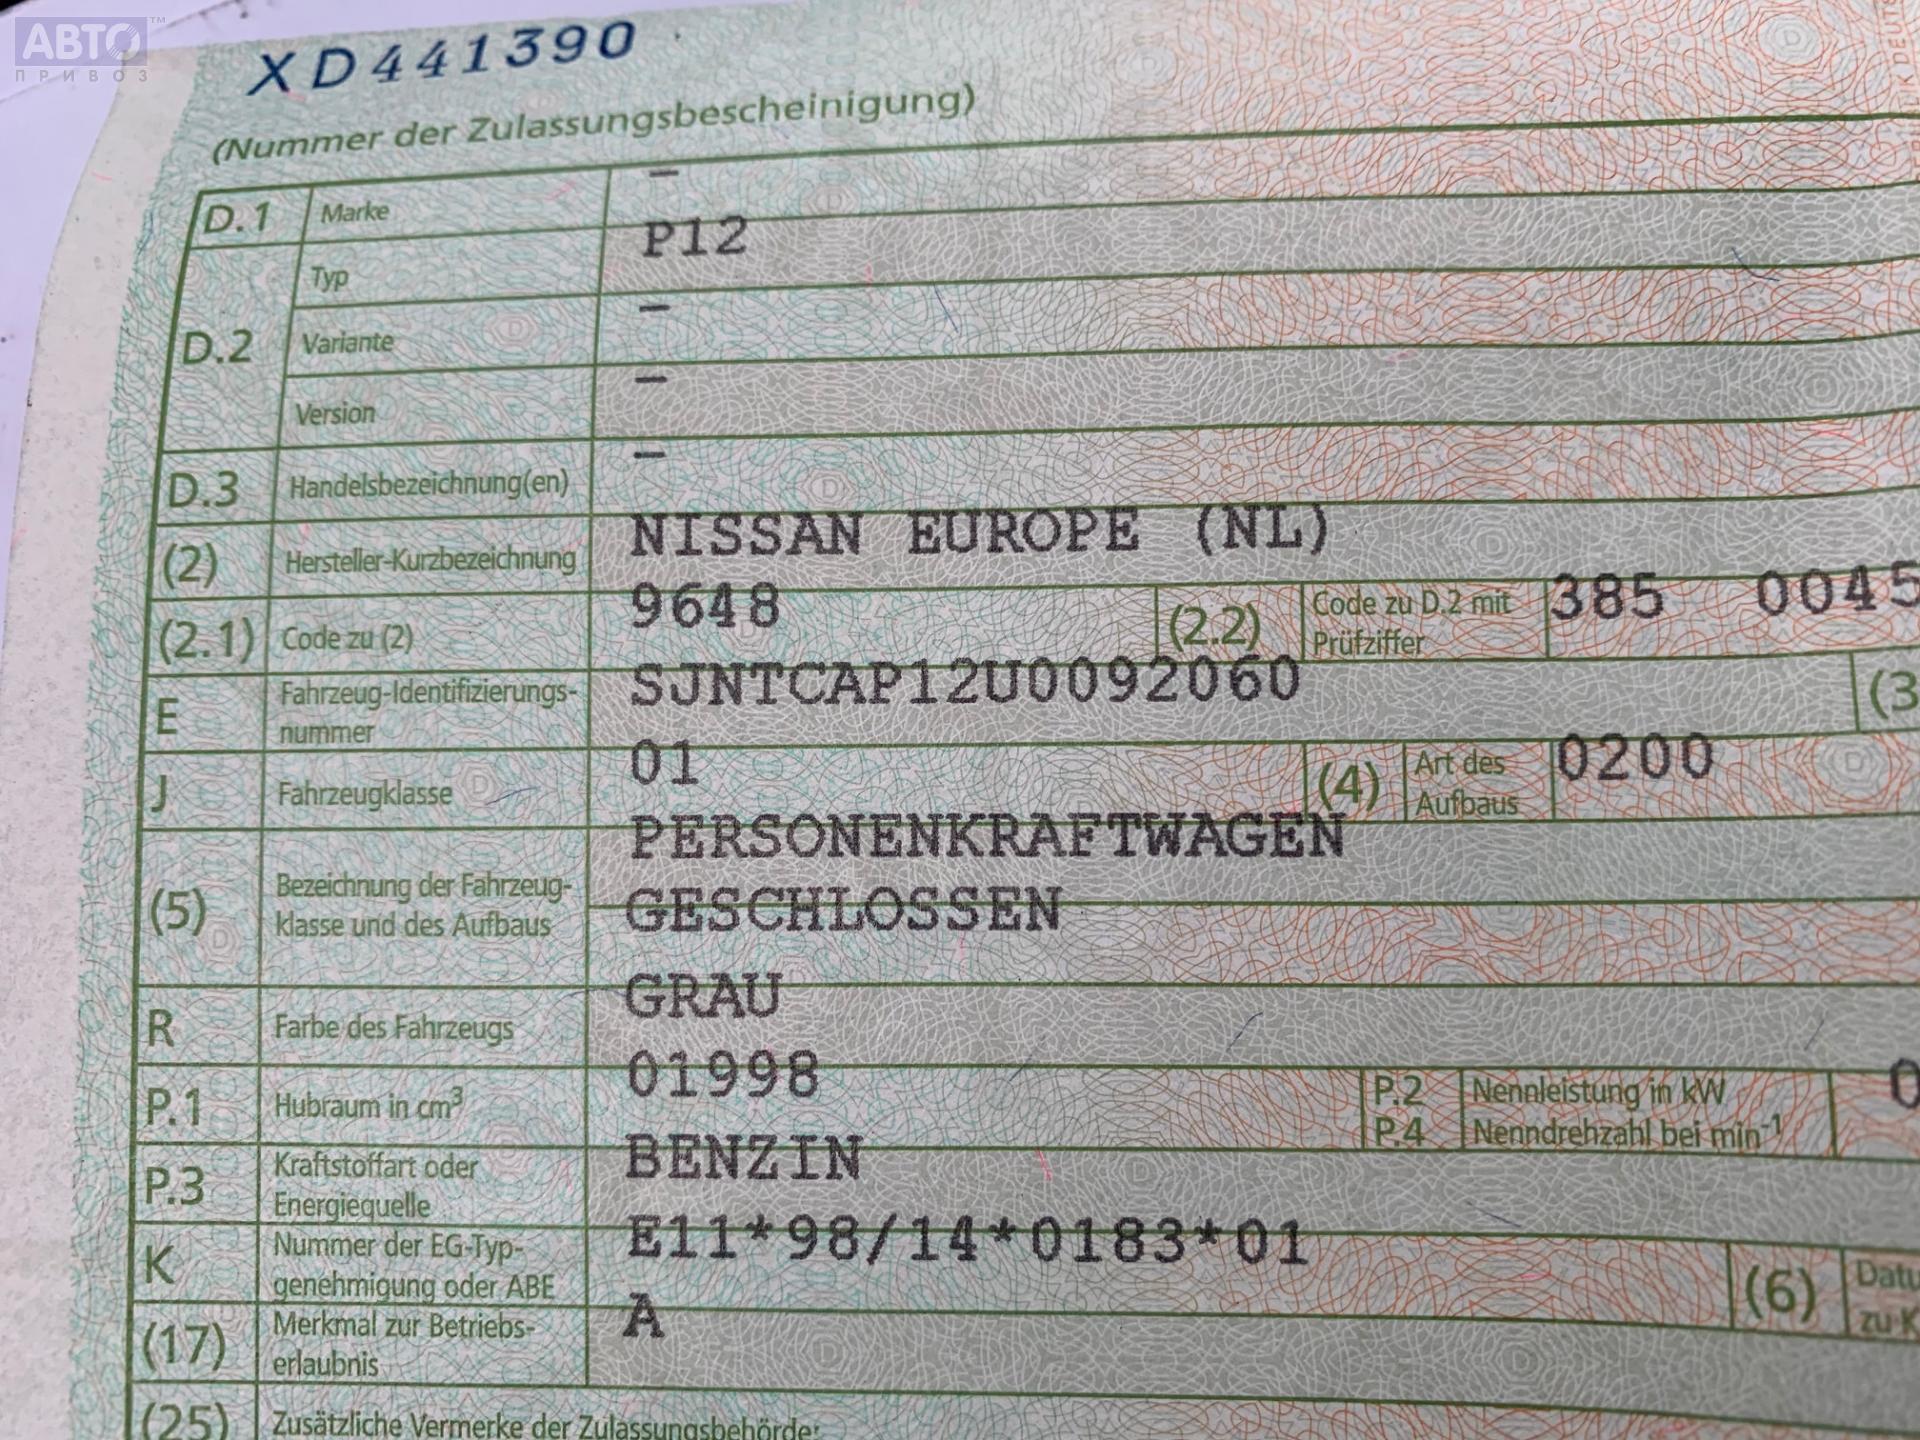 АВТО™
ПРИВОЗ
XD441390
(Nummer der Zulassungsbescheinigung)
D.1 Marke –
D.2 Typ P12
Variante –
Version –
D.3 Handelsbezeichnung(en) –
(2) Hersteller-Kurzbezeichnung NISSAN EUROPE (NL)
(2.1) Code zu (2) 9648 (2.2) Code zu D.2 mit Prüfziffer 385 0045
E Fahrzeug-Identifizierungs-
nummer SJNTCAP12U0092060 (3
J Fahrzeugklasse 01 (4) Art des Aufbaus 0200
(5) Bezeichnung der Fahrzeug- PERSONENKRAFTWAGEN
klasse und des Aufbaus GESCHLOSSEN
R Farbe des Fahrzeugs GRAU
P.1 Hubraum in cm³ 01998 P.2 Nennleistung in kW 0
P.4 Nenndrehzahl bei min⁻¹
P.3 Kraftstoffart oder
Energiequelle BENZIN
K Nummer der EG-Typ-
genehmigung oder ABE E11*98/14*0183*01 (6) Datu
zu K
(17) Merkmal zur Betriebs-
erlaubnis A
(25) Zusätzliche Vermerke der Zulassungsbehörde: